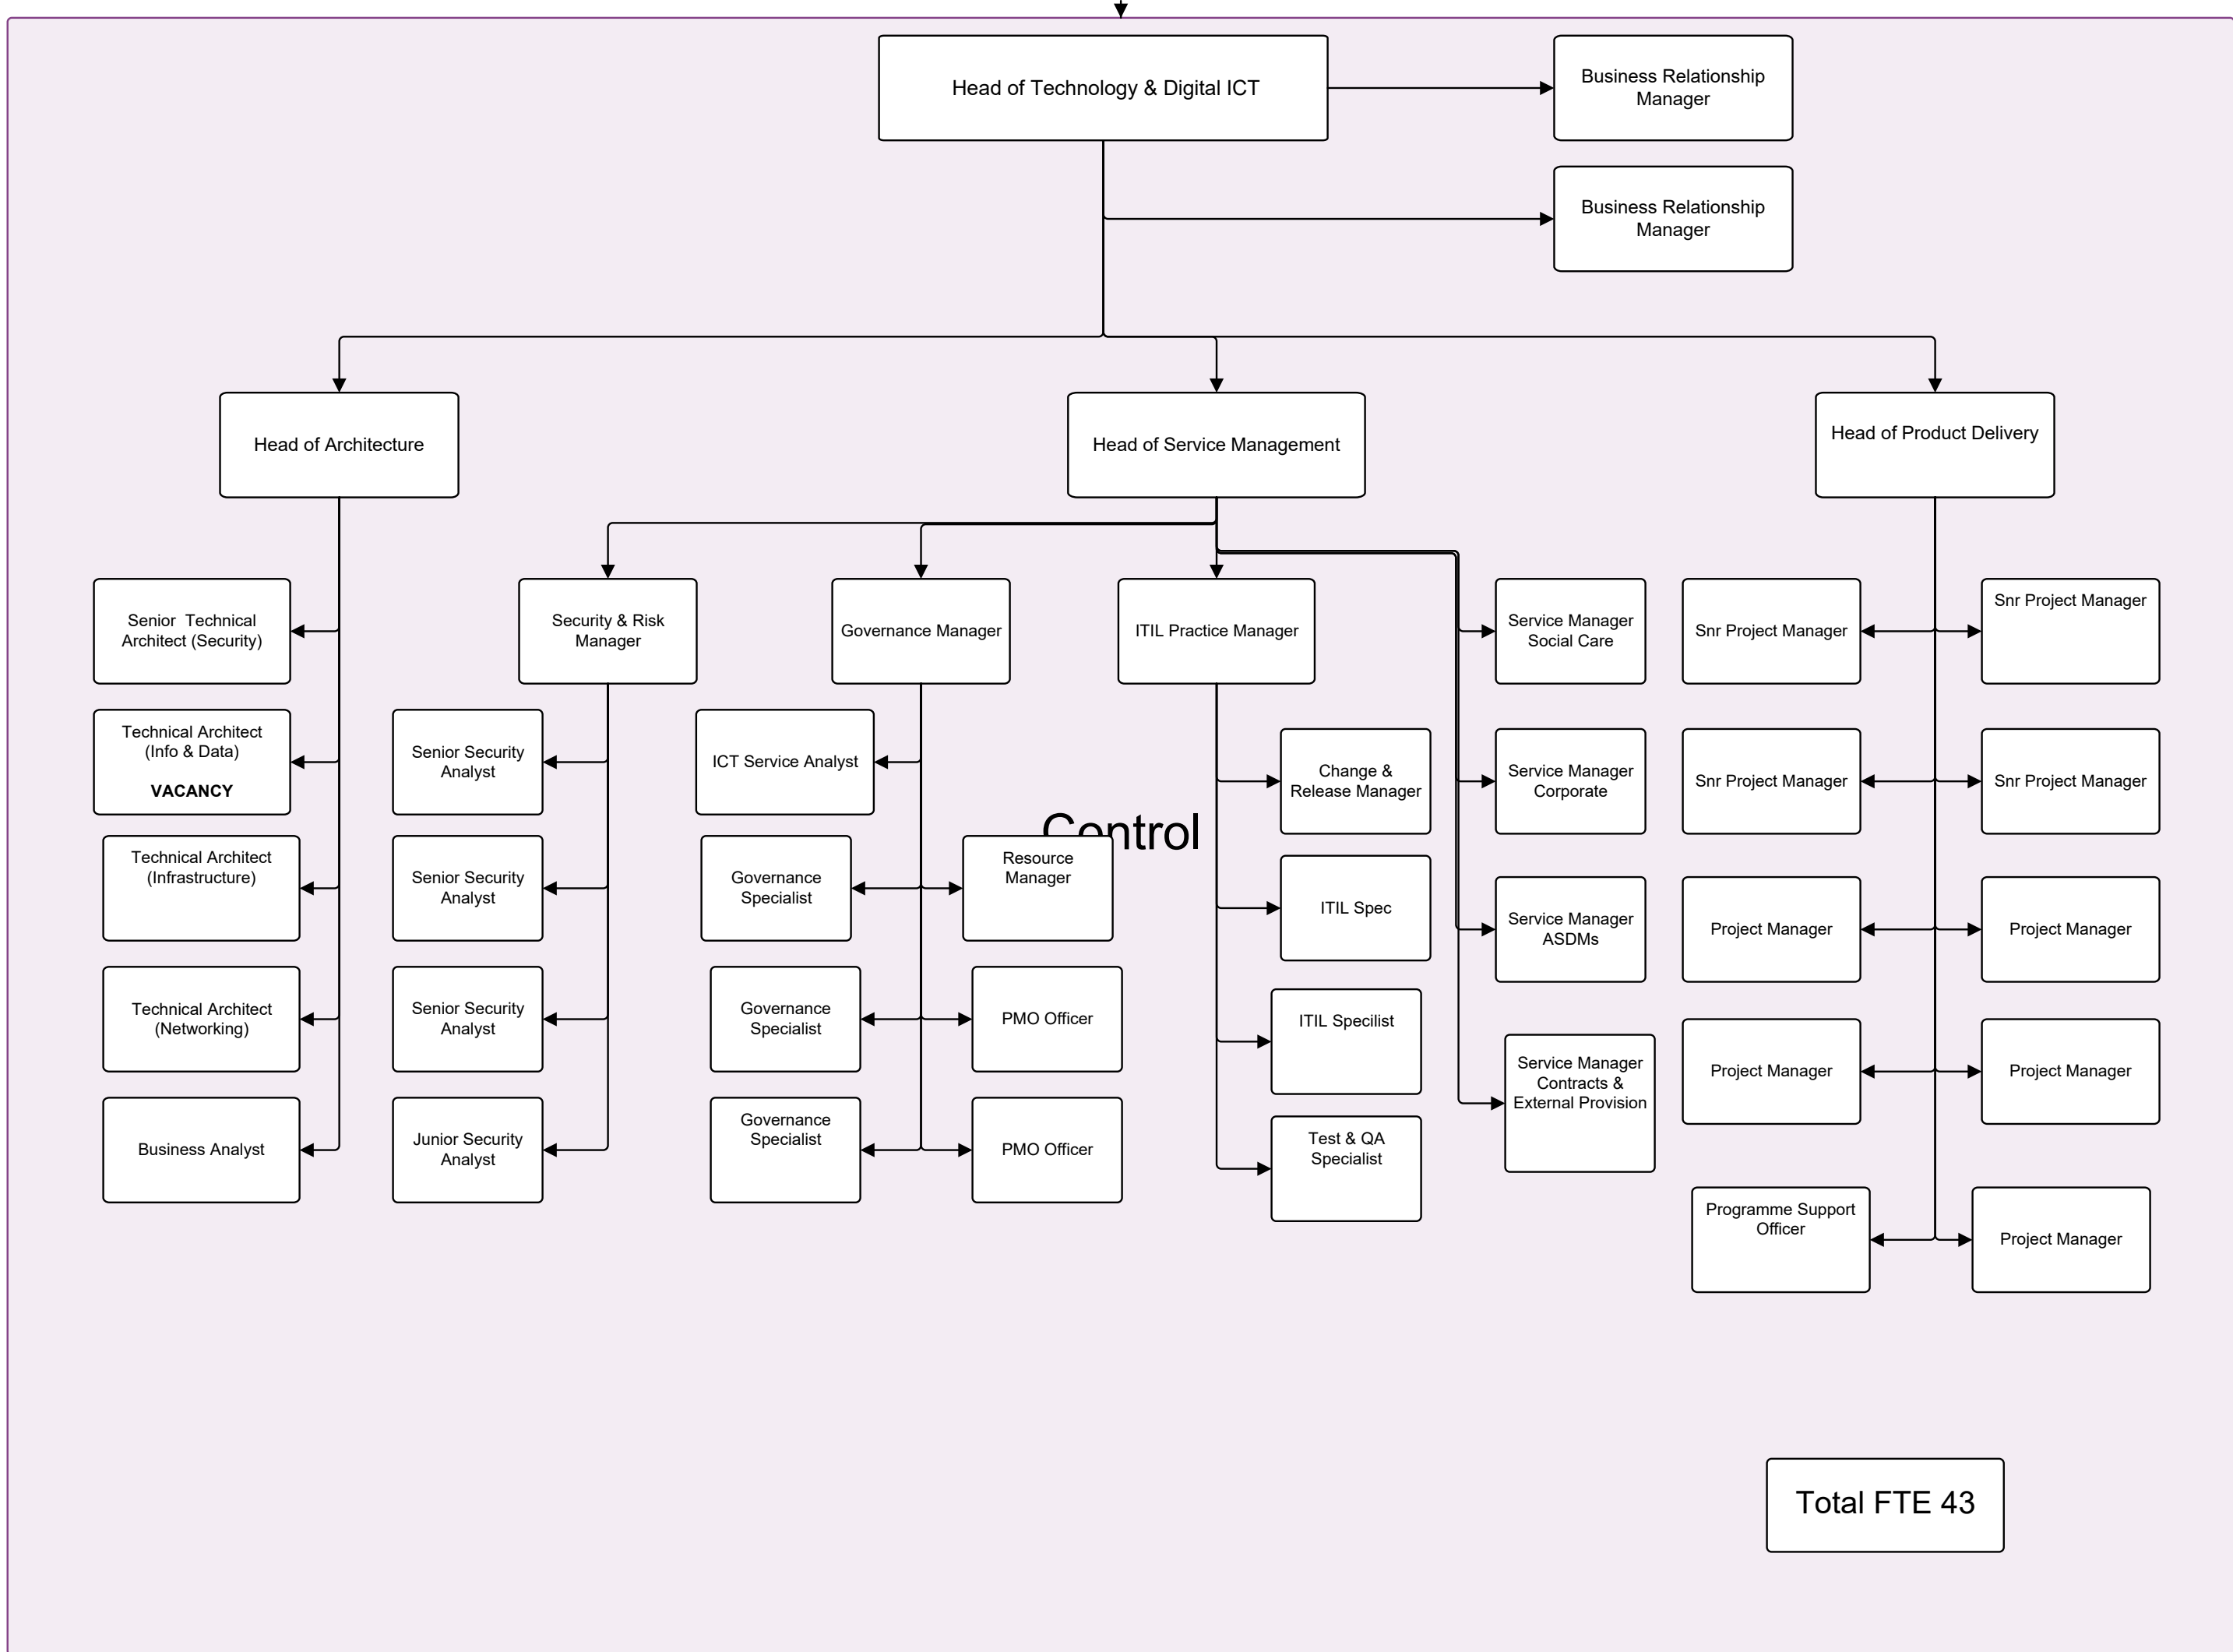 Head of Technology & Digital ICT
Business Relationship
Manager
Business Relationship
Manager
Head of Architecture
Head of Service Management
Head of Product Delivery
Senior  Technical
Architect (Security)
Technical Architect
(Info & Data)
VACANCY
Technical Architect
(Infrastructure)
Technical Architect
(Networking)
Business Analyst
Security & Risk
Manager
Senior Security
Analyst
Senior Security
Analyst
Senior Security
Analyst
Junior Security
Analyst
Governance Manager
ICT Service Analyst
Governance
Specialist
Resource
Manager
Governance
Specialist
PMO Officer
Governance
Specialist
PMO Officer
Control
ITIL Practice Manager
Change &
Release Manager
ITIL Spec
ITIL Specilist
Test & QA
Specialist
Service Manager
Social Care
Service Manager
Corporate
Service Manager
ASDMs
Service Manager
Contracts &
External Provision
Snr Project Manager
Snr Project Manager
Snr Project Manager
Snr Project Manager
Project Manager
Project Manager
Project Manager
Project Manager
Programme Support
Officer
Project Manager
Total FTE 43